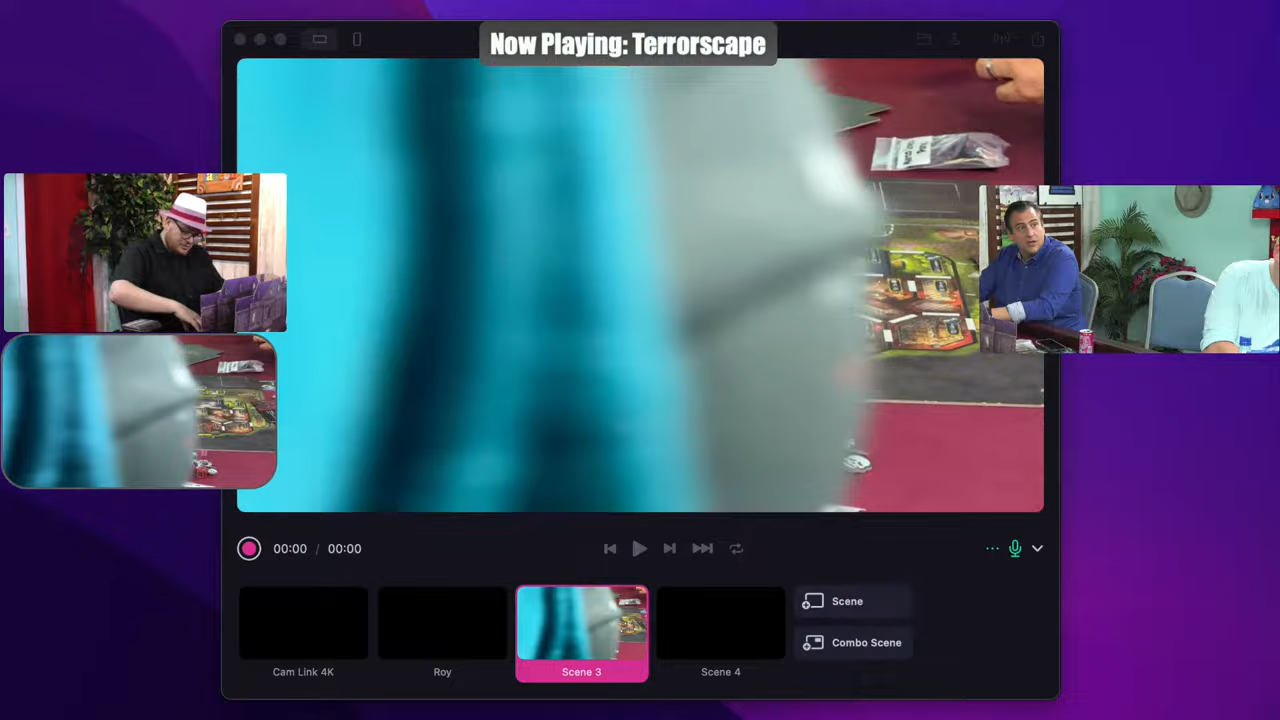 Now Playing: Terrorscape
00:00 / 00:00
Scene
Combo Scene
Cam Link 4K
Roy
Scene 3
Scene 4